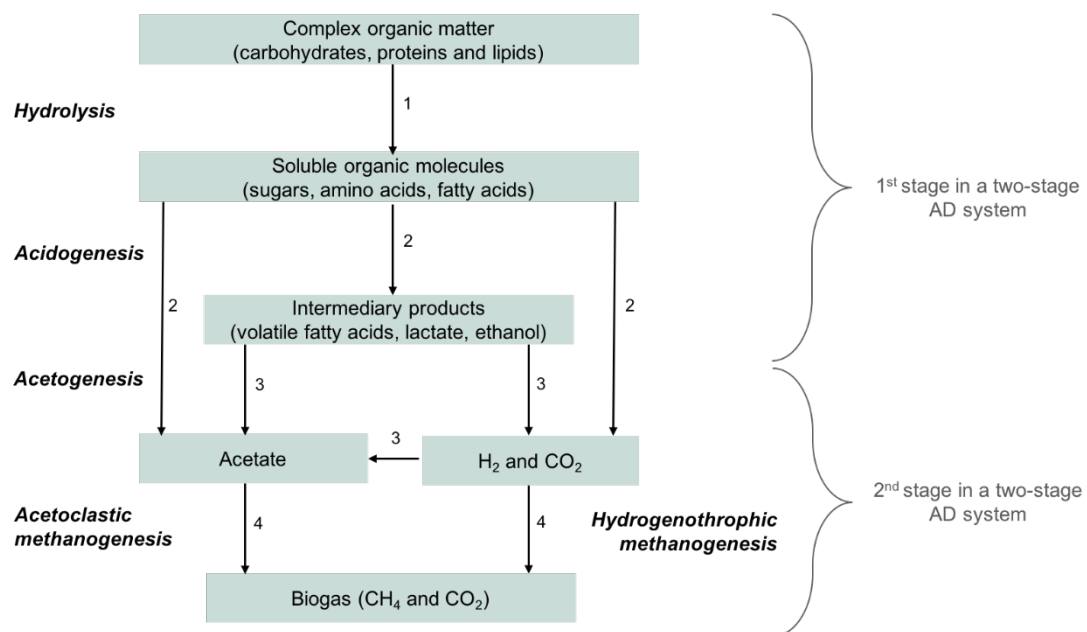 Complex organic matter
(carbohydrates, proteins and lipids)
1
Hydrolysis
Soluble organic molecules
(sugars, amino acids, fatty acids)
1st stage in a two-stage
AD system
2
Acidogenesis
2
2
Intermediary products
(volatile fatty acids, lactate, ethanol)
Acetogenesis
3
3
3
Acetate
H2 and CO2
2nd stage in a two-stage
AD system
Acetoclastic
methanogenesis
4
4
Hydrogenothrophic
methanogenesis
Biogas (CH4 and CO2)